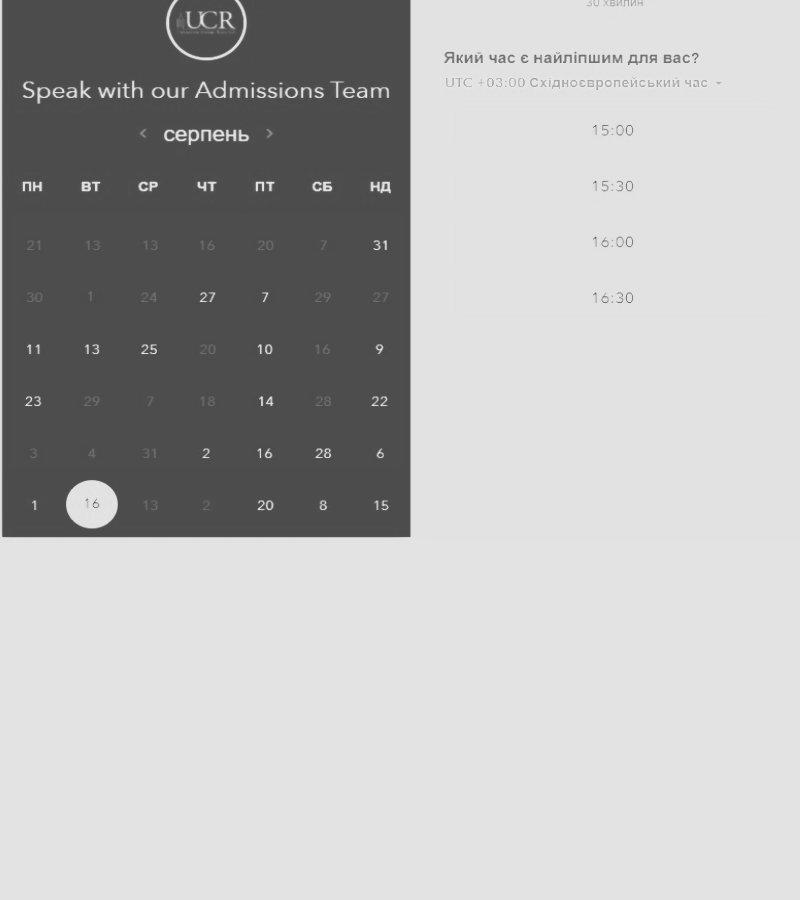 UCR
Speak with our Admissions Team
серпень
ПН ВТ СР ЧТ ПТ СБ НД
21 13 13 16 20 7 31
30 1 24 27 7 29 27
11 13 25 20 10 16 9
23 29 7 18 14 28 22
3 4 31 2 16 28 6
1 16 13 2 20 8 15
30 хвилин
Який час є найліпшим для вас?
UTC +03:00 Східноєвропейський час
15:00
15:30
16:00
16:30